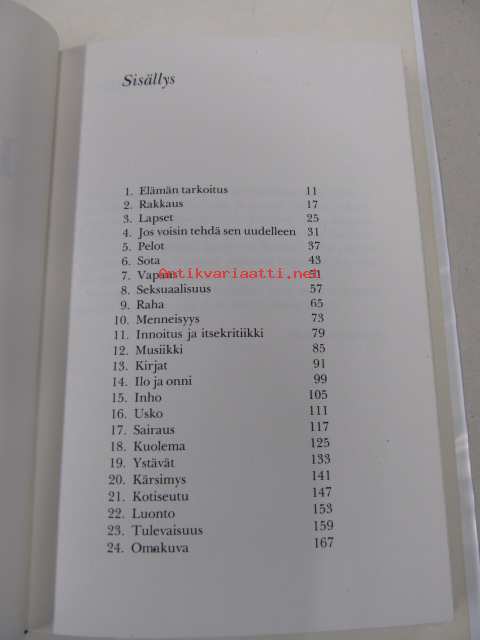 Sisällys
1. Elämän tarkoitus 11
2. Rakkaus 17
3. Lapset 25
4. Jos voisin tehdä sen uudelleen 31
5. Pelot 37
6. Sota 43
7. Vapaus 51
Antikvariaatti.net
8. Seksuaalisuus 57
9. Raha 65
10. Menneisyys 73
11. Innoitus ja itsekritiikki 79
12. Musiikki 85
13. Kirjat 91
14. Ilo ja onni 99
15. Inho 105
16. Usko 111
17. Sairaus 117
18. Kuolema 125
19. Ystävät 133
20. Kärsimys 141
21. Kotiseutu 147
22. Luonto 153
23. Tulevaisuus 159
24. Omakuva 167